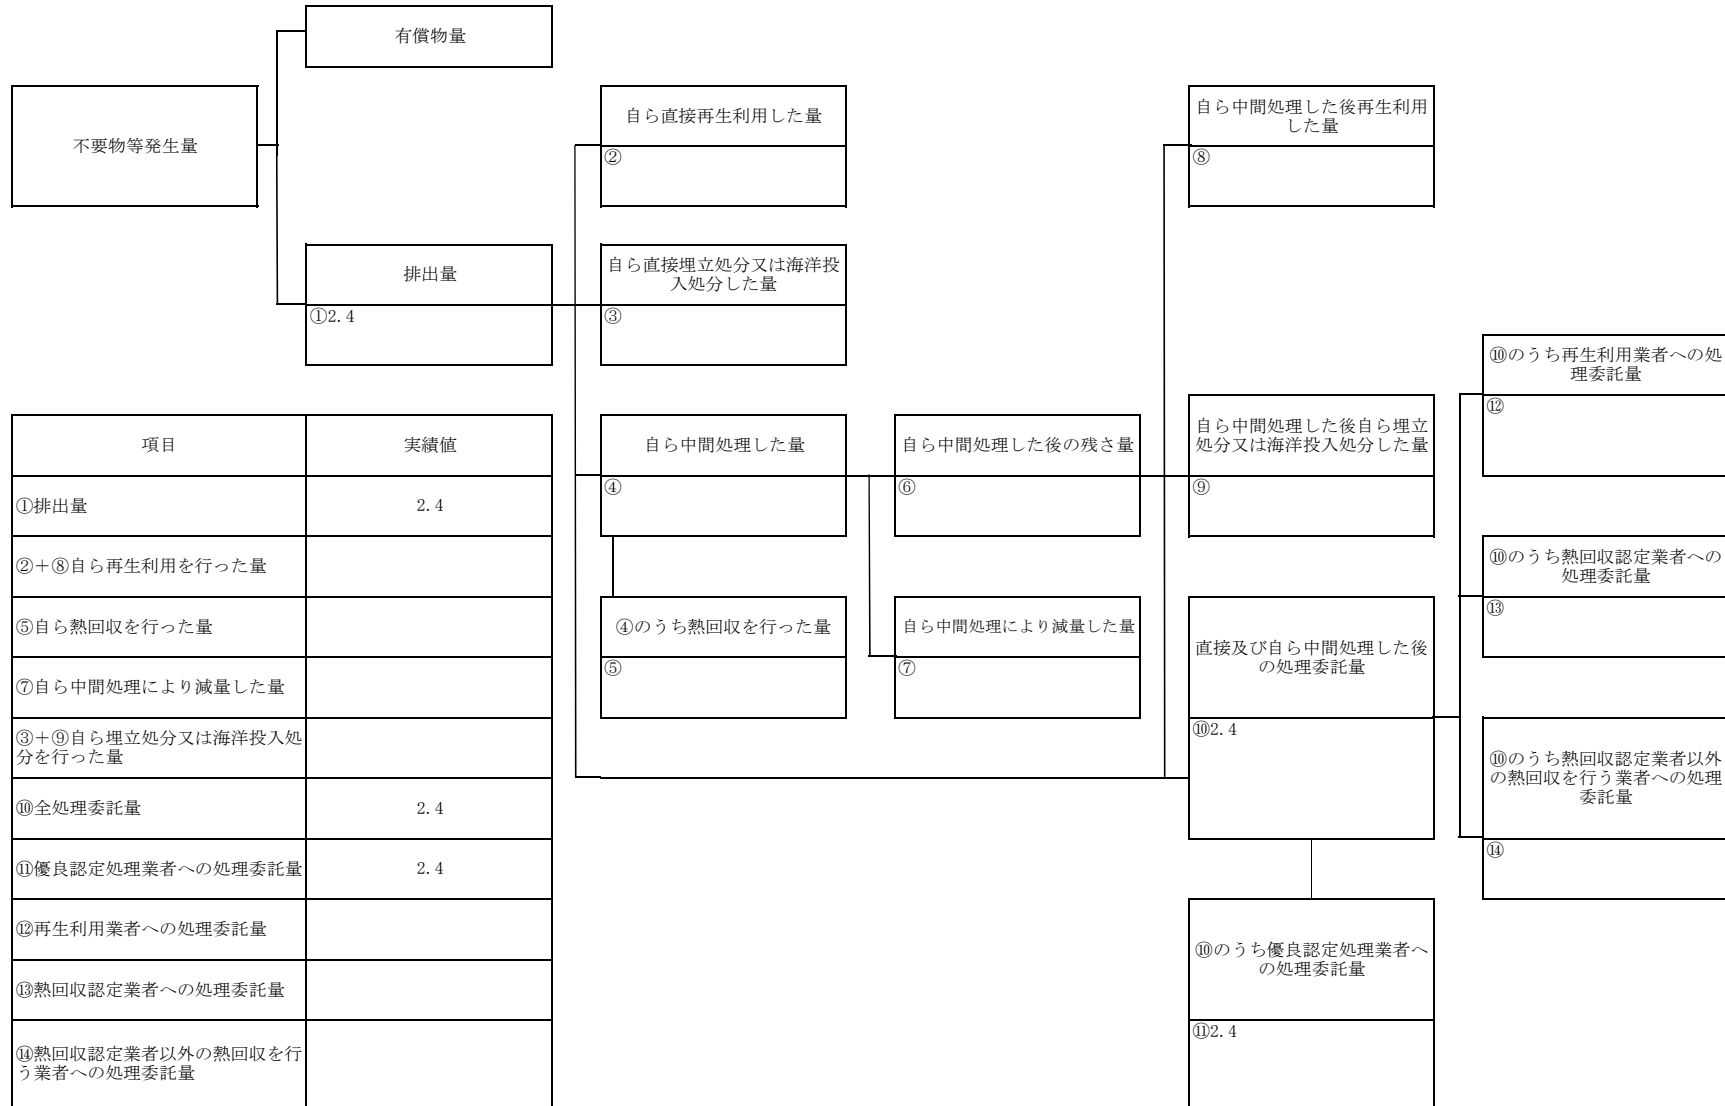 有償物量
不要物等発生量
自ら直接再生利用した量
②
自ら中間処理した後再生利用
した量
⑧
排出量
①2.4
自ら直接埋立処分又は海洋投
入処分した量
③
⑩のうち再生利用業者への処
理委託量
⑫
項目
実績値
①排出量
2.4
②＋⑧自ら再生利用を行った量
⑤自ら熱回収を行った量
⑦自ら中間処理により減量した量
③＋⑨自ら埋立処分又は海洋投入処
分を行った量
⑩全処理委託量
2.4
⑪優良認定処理業者への処理委託量
2.4
⑫再生利用業者への処理委託量
⑬熱回収認定業者への処理委託量
⑭熱回収認定業者以外の熱回収を行
う業者への処理委託量
自ら中間処理した量
④
自ら中間処理した後の残さ量
⑥
自ら中間処理した後自ら埋立
処分又は海洋投入処分した量
⑨
④のうち熱回収を行った量
⑤
自ら中間処理により減量した量
⑦
直接及び自ら中間処理した後
の処理委託量
⑩2.4
⑩のうち熱回収認定業者への
処理委託量
⑬
⑩のうち熱回収認定業者以外
の熱回収を行う業者への処理
委託量
⑭
⑩のうち優良認定処理業者へ
の処理委託量
⑪2.4